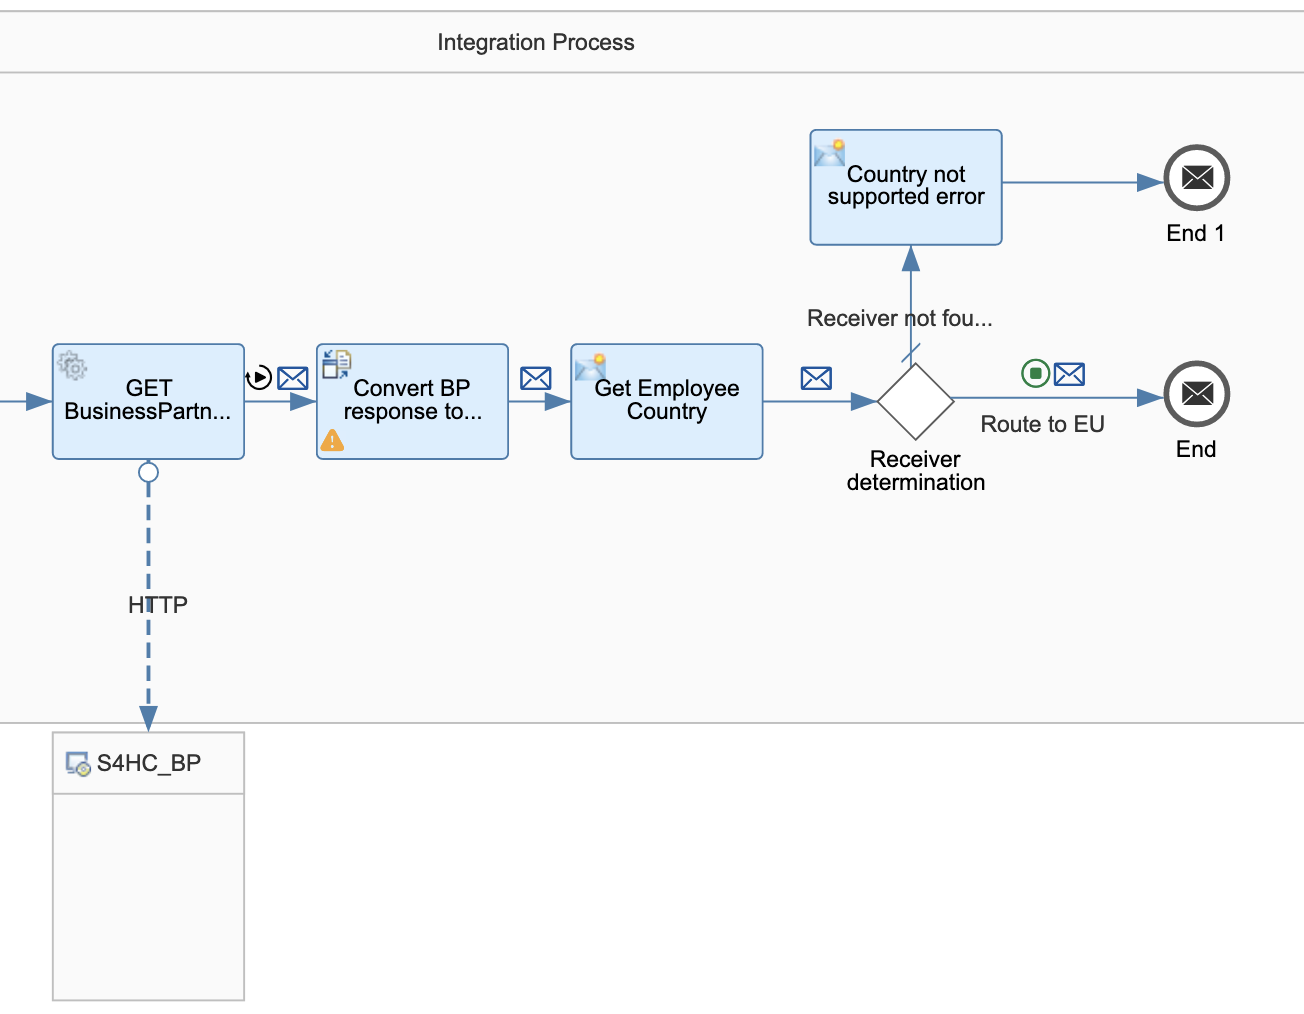 Integration Process
Country not
supported error
End 1
Receiver not fou...
GET
BusinessPartn...
Convert BP
response to...
Get Employee
Country
Receiver
determination
Route to EU
End
HTTP
S4HC_BP